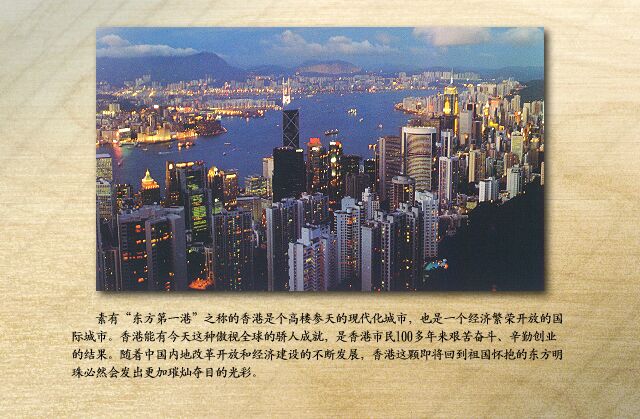 素有“东方第一港”之称的香港是个高楼参天的现代化城市，也是一个经济繁荣开放的国
际城市。香港能有今天这种傲视全球的骄人成就，是香港市民100多年来艰苦奋斗、辛勤创业
的结果。随着中国内地改革开放和经济建设的不断发展，香港这颗即将回到祖国怀抱的东方明
珠必然会发出更加璀灿夺目的光彩。